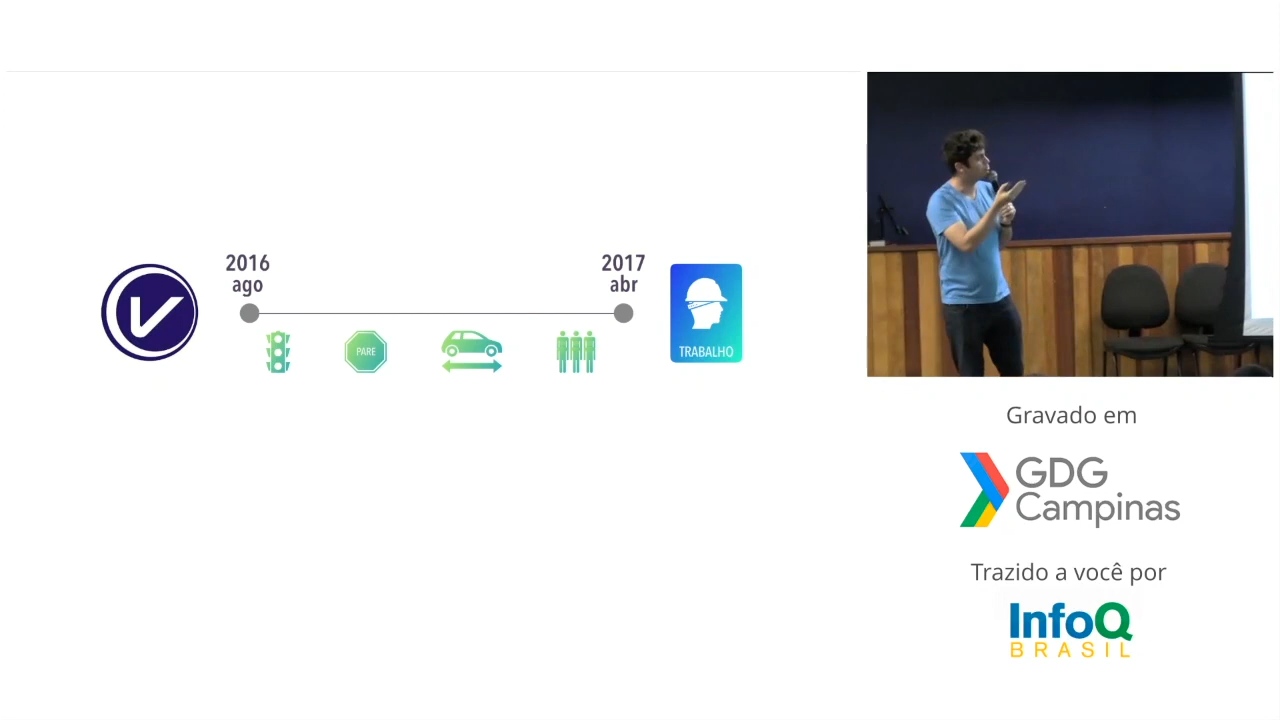 2016
ago
2017
abr
PARE
TRABALHO
Gravado em
GDG
Campinas
Trazido a você por
InfoQ
BRASIL